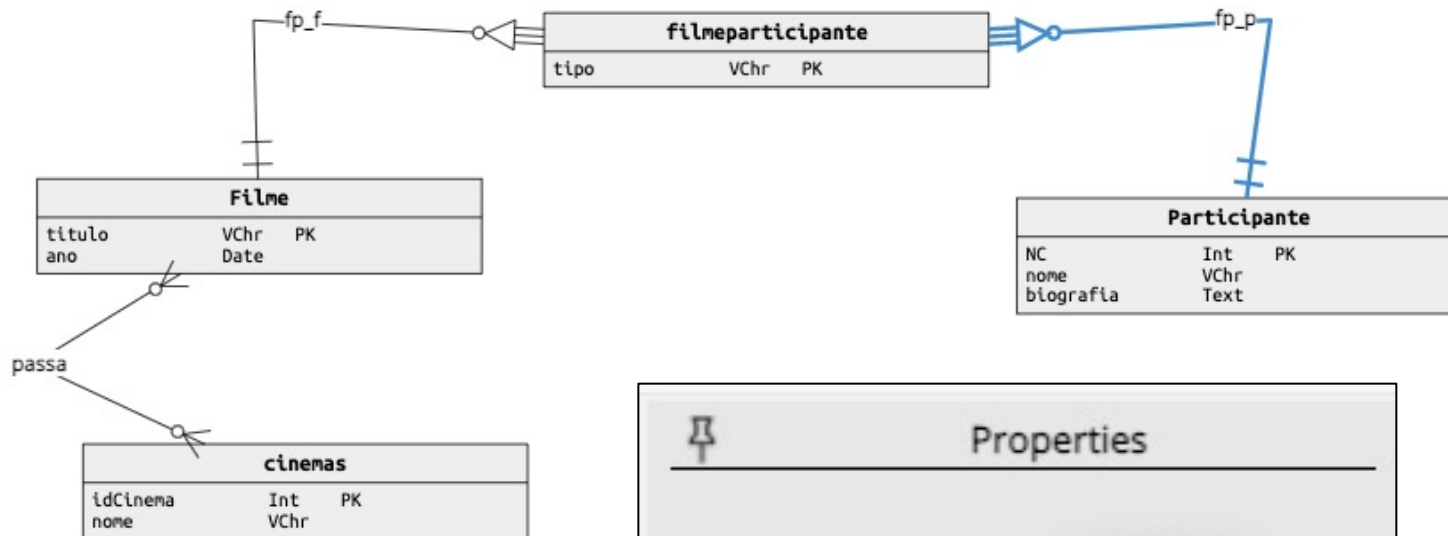 fp_f
filmeparticipante
tipo VChr PK
fp_p
Filme
titulo VChr PK
ano Date
Participante
NC Int PK
nome VChr
biografia Text
passa
cinemas
idCinema Int PK
nome VChr
Properties